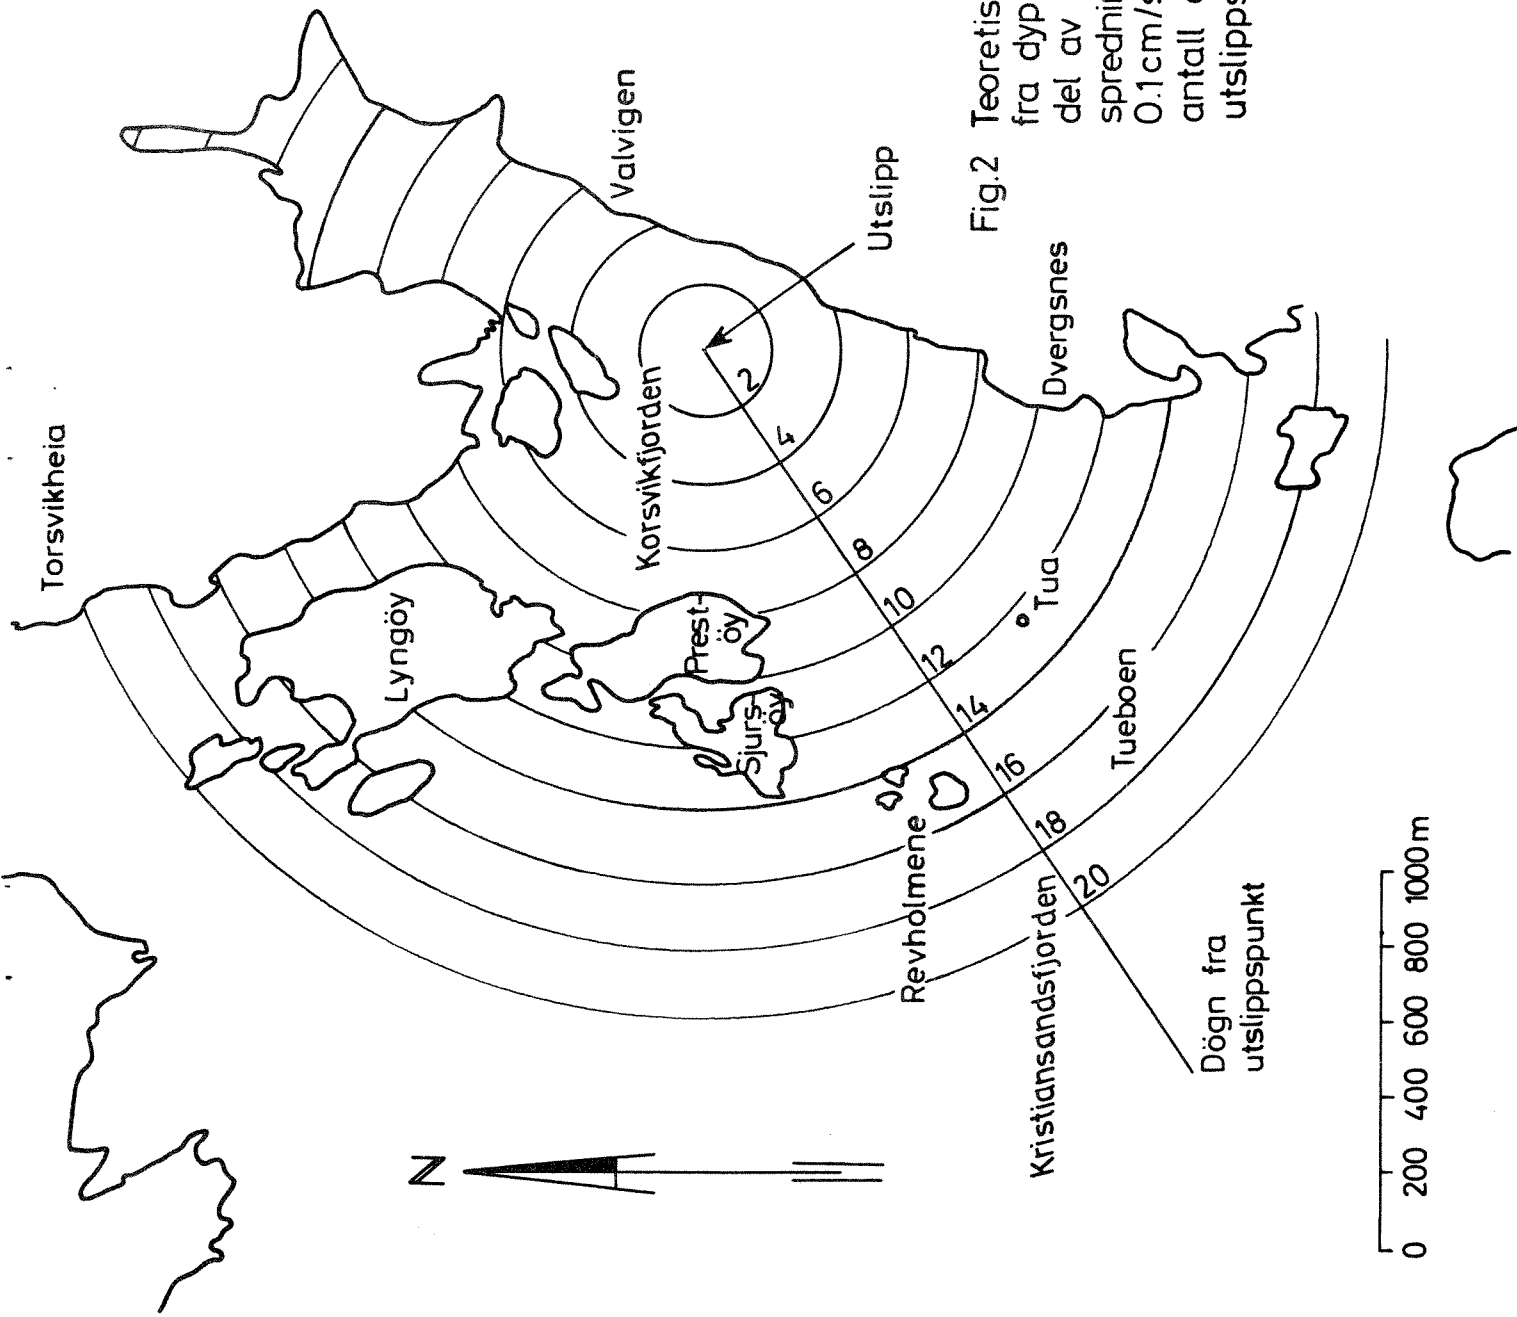 Torsvikheia
Valvigen
Utslipp
Korsvikfjorden
Dvergsnes
Lyngöy
Prest-
öy
Sjurs-
öy
Tua
Tueboen
Revholmene
Kristiansandsfjorden
2
4
6
8
10
12
14
16
18
20
Dögn fra
utslippspunkt
N
0 200 400 600 800 1000m
Fig.2 Teoretis
fra dyp
del av
sprednin
0.1cm/s
antall
utslipps